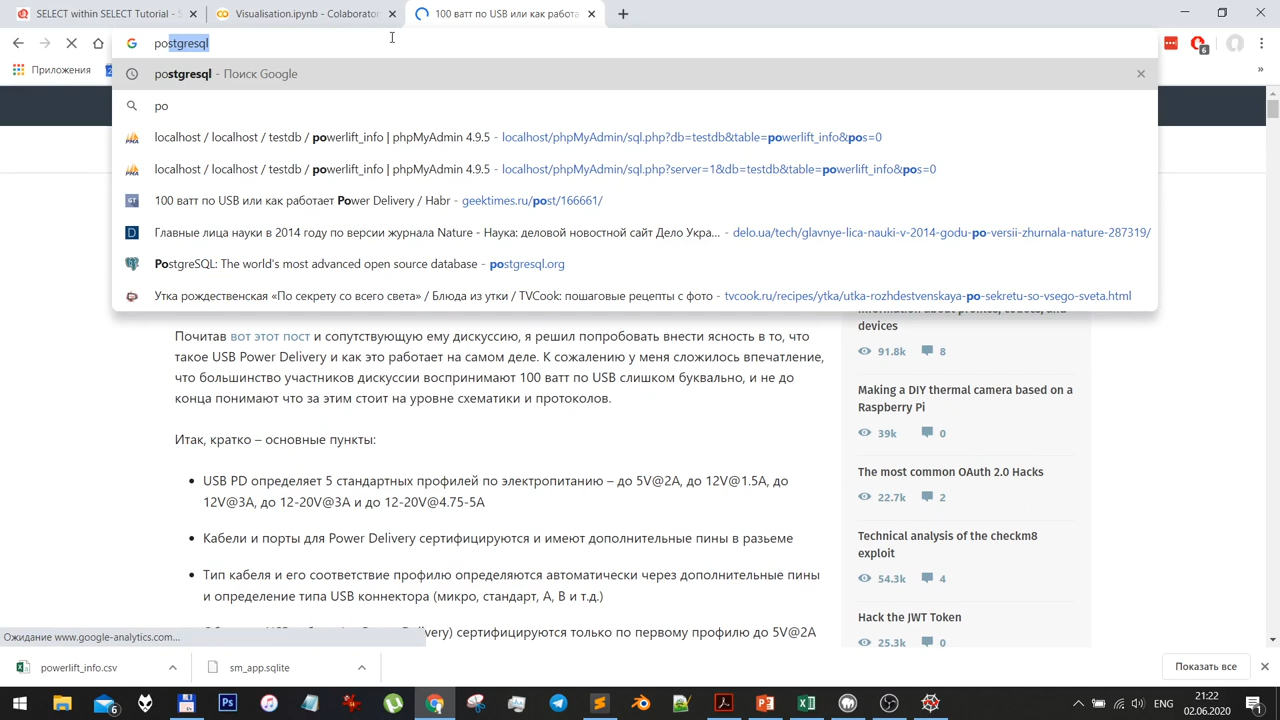 SELECT within SELECT Tutorial - S
Visualisation.ipynb - Colaborator
100 ватт по USB или как работа
postgresql
6
Приложения
2
»
postgresql - Поиск Google
po
localhost / localhost / testdb / powerlift_info | phpMyAdmin 4.9.5 - localhost/phpMyAdmin/sql.php?db=testdb&table=powerlift_info&pos=0
localhost / localhost / testdb / powerlift_info | phpMyAdmin 4.9.5 - localhost/phpMyAdmin/sql.php?server=1&db=testdb&table=powerlift_info&pos=0
GT
100 ватт по USB или как работает Power Delivery / Habr - geektimes.ru/post/166661/
D
Главные лица науки в 2014 году по версии журнала Nature - Наука: деловой новостной сайт Дело Укра... - delo.ua/tech/glavnye-lica-nauki-v-2014-godu-po-versii-zhurnala-nature-287319/
PostgreSQL: The world's most advanced open source database - postgresql.org
Утка рождественская «По секрету со всего света» / Блюда из утки / TVCook: пошаговые рецепты с фото - tvcook.ru/recipes/ytka/utka-rozhdestvenskaya-po-sekretu-so-vsego-sveta.html
devices
91.8k 8
Почитав вот этот пост и сопутствующую ему дискуссию, я решил попробовать внести ясность в то, что
такое USB Power Delivery и как это работает на самом деле. К сожалению у меня сложилось впечатление,
что большинство участников дискуссии воспринимают 100 ватт по USB слишком буквально, и не до
конца понимают что за этим стоит на уровне схематики и протоколов.
Итак, кратко – основные пункты:
USB PD определяет 5 стандартных профилей по электропитанию – до 5V@2A, до 12V@1.5A, до
12V@3A, до 12-20V@3A и до 12-20V@4.75-5A
Кабели и порты для Power Delivery сертифицируются и имеют дополнительные пины в разьеме
Тип кабеля и его соответствие профилю определяются автоматически через дополнительные пины
и определение типа USB коннектора (микро, стандарт, A, B и т.д.)
сертифицируются только по первому профилю до 5V@2A
Making a DIY thermal camera based on a
Raspberry Pi
39k 0
The most common OAuth 2.0 Hacks
22.7k 2
Technical analysis of the checkm8
exploit
54.3k 4
Hack the JWT Token
25.3k 0
Ожидание www.google-analytics.com...
powerlift_info.csv
sm_app.sqlite
Показать все
6
Ps
ENG
21:22
02.06.2020
1